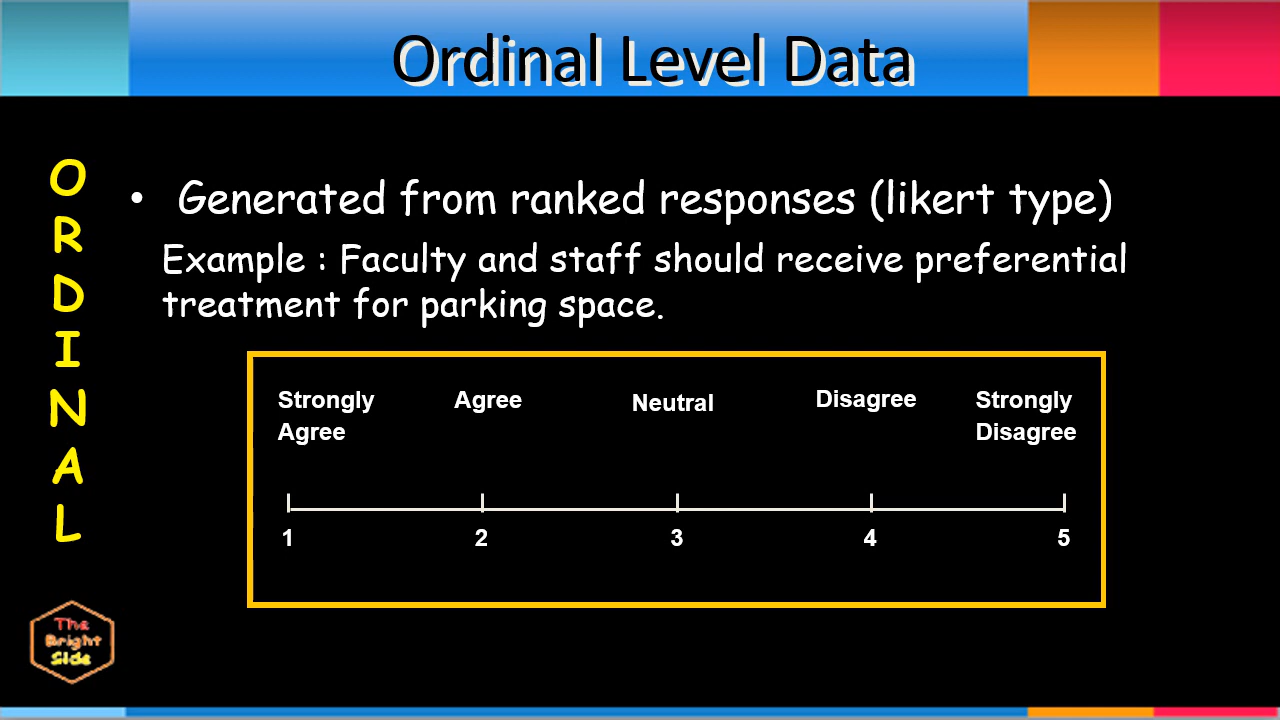 Ordinal Level Data
O
R
D
I
N
A
L
• Generated from ranked responses (likert type)
Example : Faculty and staff should receive preferential
treatment for parking space.
Strongly Agree Neutral Disagree Strongly
Agree Disagree
1 2 3 4 5
The
Bright
Side